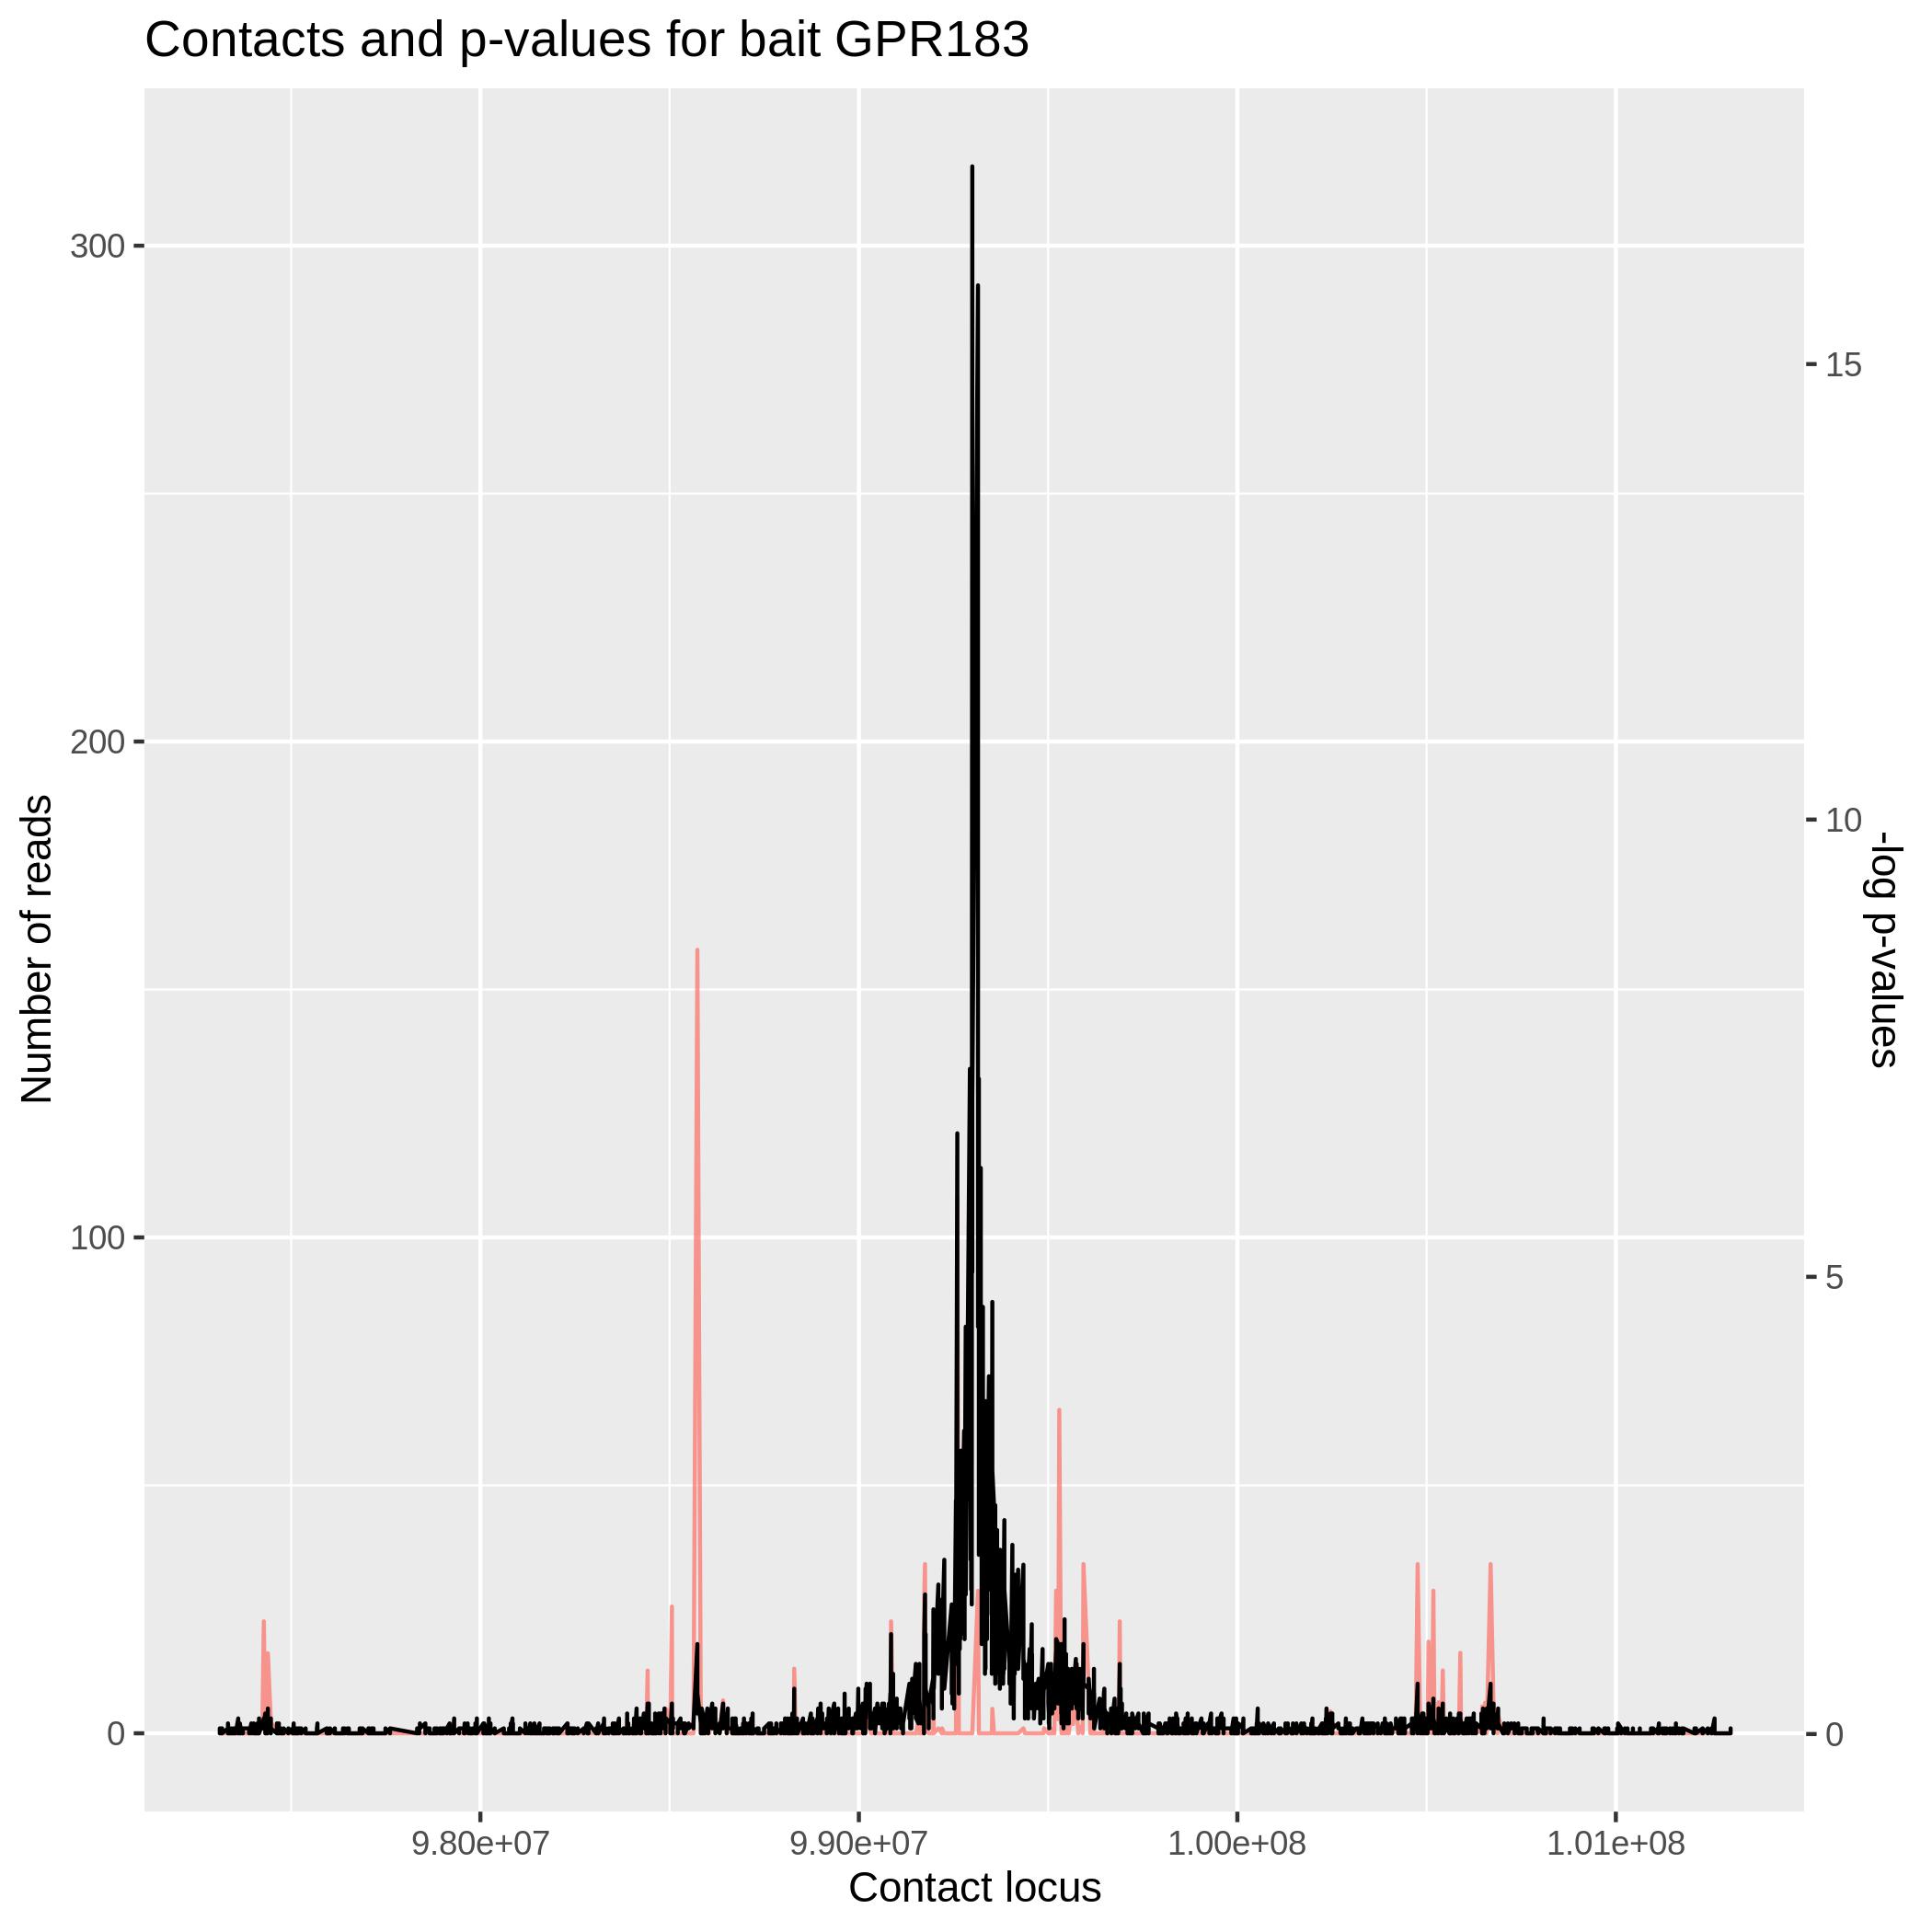 Contacts and p-values for bait GPR183
300
200
100
0
Number of reads
15
10
5
0
-log p-values
9.80e+07
9.90e+07
1.00e+08
1.01e+08
Contact locus